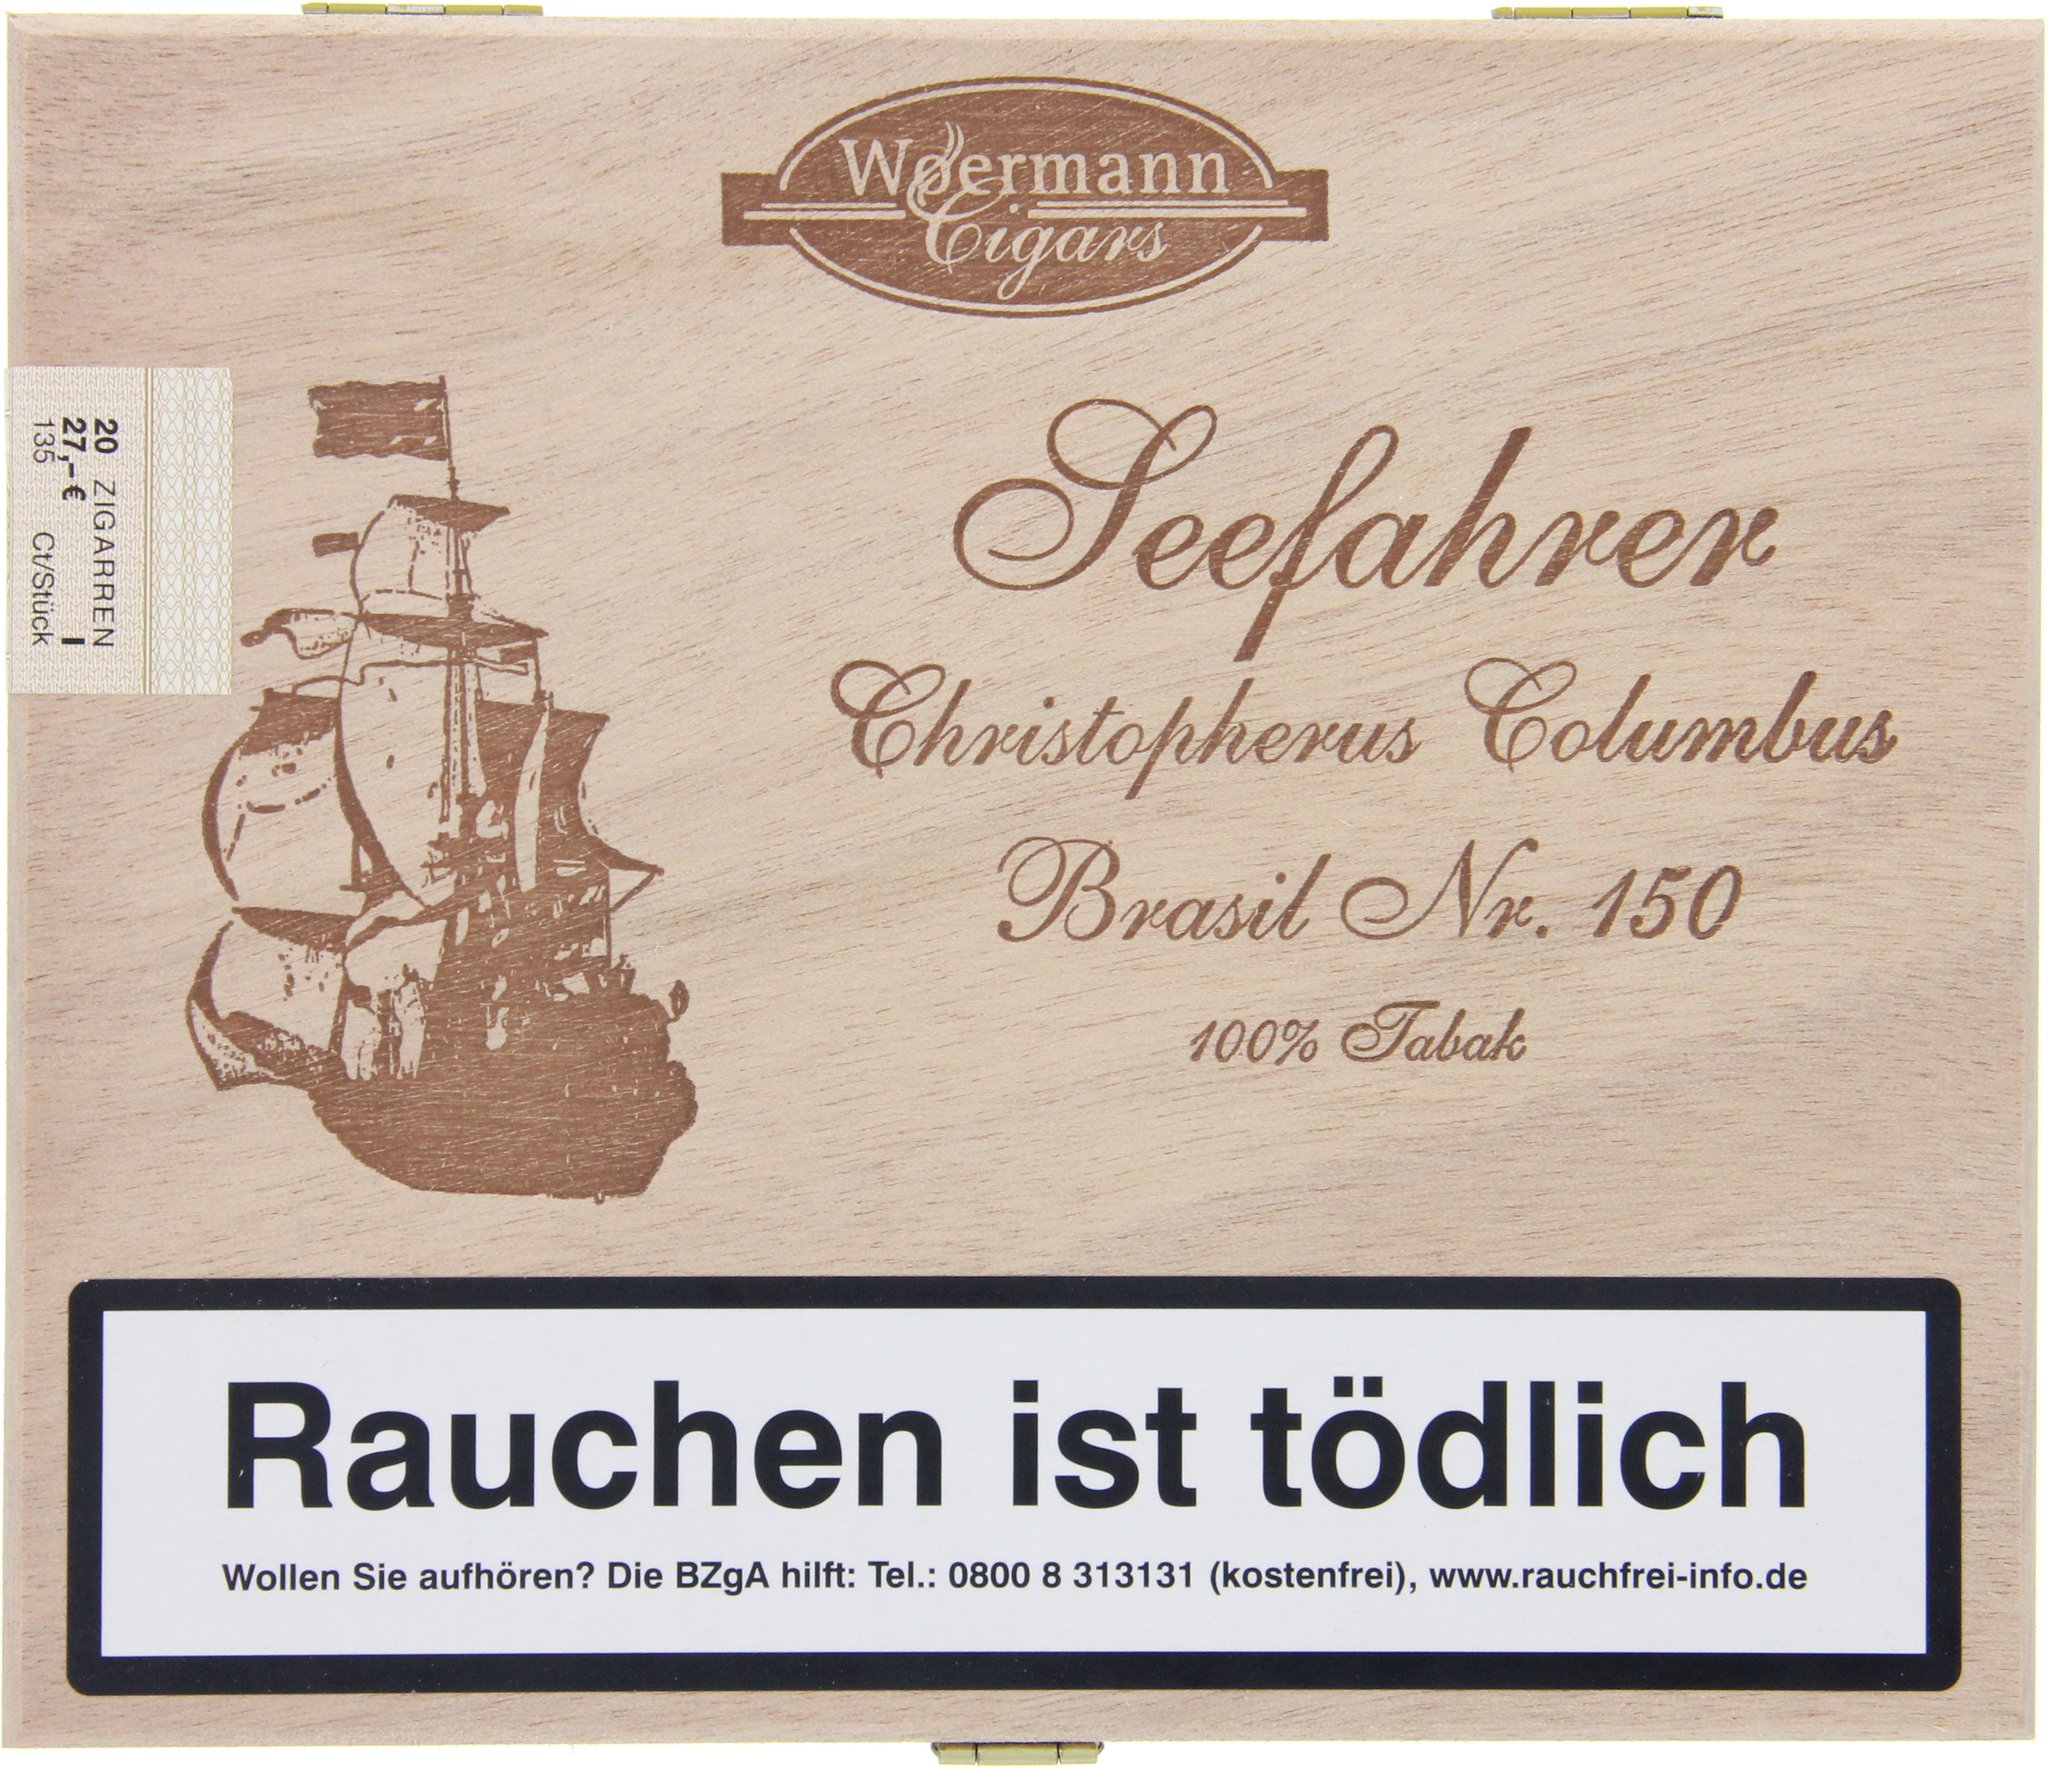 Woermann
Cigars
20 ZIGARREN
27,-€ I
135 Ct/Stück
Seefahrer
Christopherus Columbus
Brasil Nr. 150
100% Tabak
Rauchen ist tödlich
Wollen Sie aufhören? Die BZgA hilft: Tel.: 0800 8 313131 (kostenfrei), www.rauchfrei-info.de